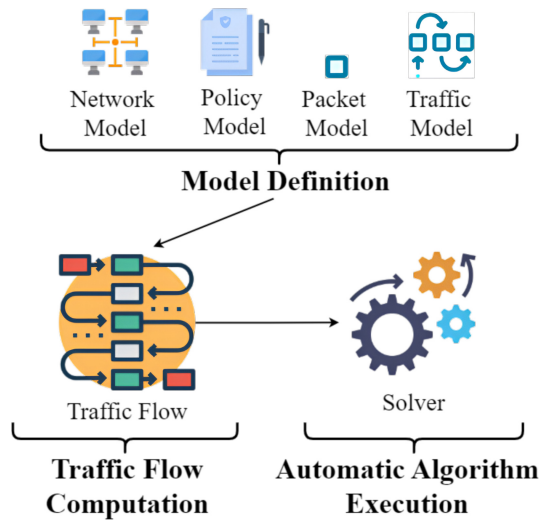 Network
Model
Policy
Model
Packet
Model
Traffic
Model
Model Definition
Traffic Flow
Solver
Traffic Flow
Computation
Automatic Algorithm
Execution